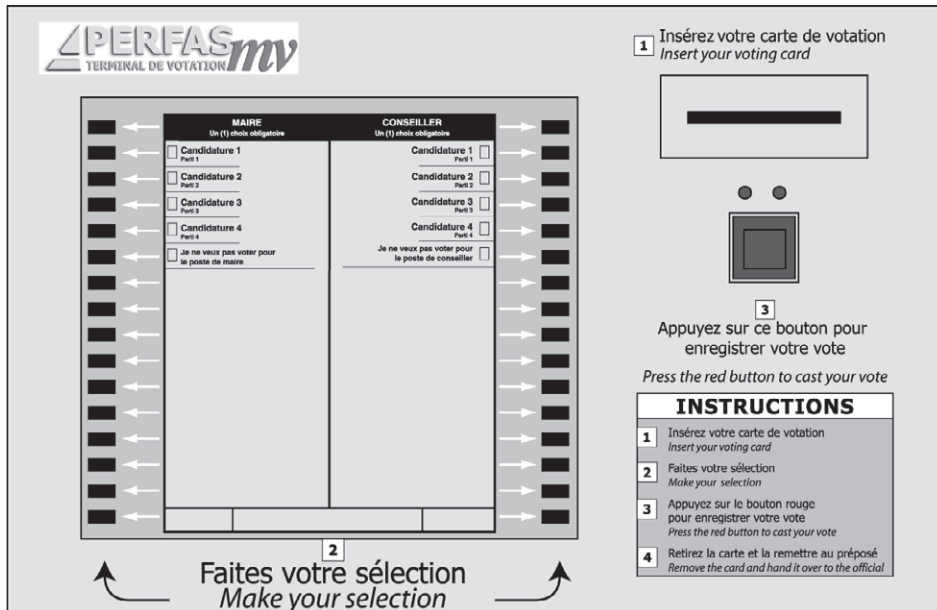 PERFAS mv
TERMINAL DE VOTATION
1 Insérez votre carte de votation
Insert your voting card
MAIRE
Un (1) choix obligatoire
Candidature 1
Parti 1
Candidature 2
Parti 2
Candidature 3
Parti 3
Candidature 4
Parti 4
Je ne veux pas voter pour
le poste de maire
CONSEILLER
Un (1) choix obligatoire
Candidature 1
Parti 1
Candidature 2
Parti 2
Candidature 3
Parti 3
Candidature 4
Parti 4
Je ne veux pas voter pour
le poste de conseiller
2
Faites votre sélection
Make your selection
3
Appuyez sur ce bouton pour
enregistrer votre vote
Press the red button to cast your vote
INSTRUCTIONS
1 Insérez votre carte de votation
Insert your voting card
2 Faites votre sélection
Make your selection
3 Appuyez sur le bouton rouge
pour enregistrer votre vote
Press the red button to cast your vote
4 Retirez la carte et la remettre au préposé
Remove the card and hand it over to the official